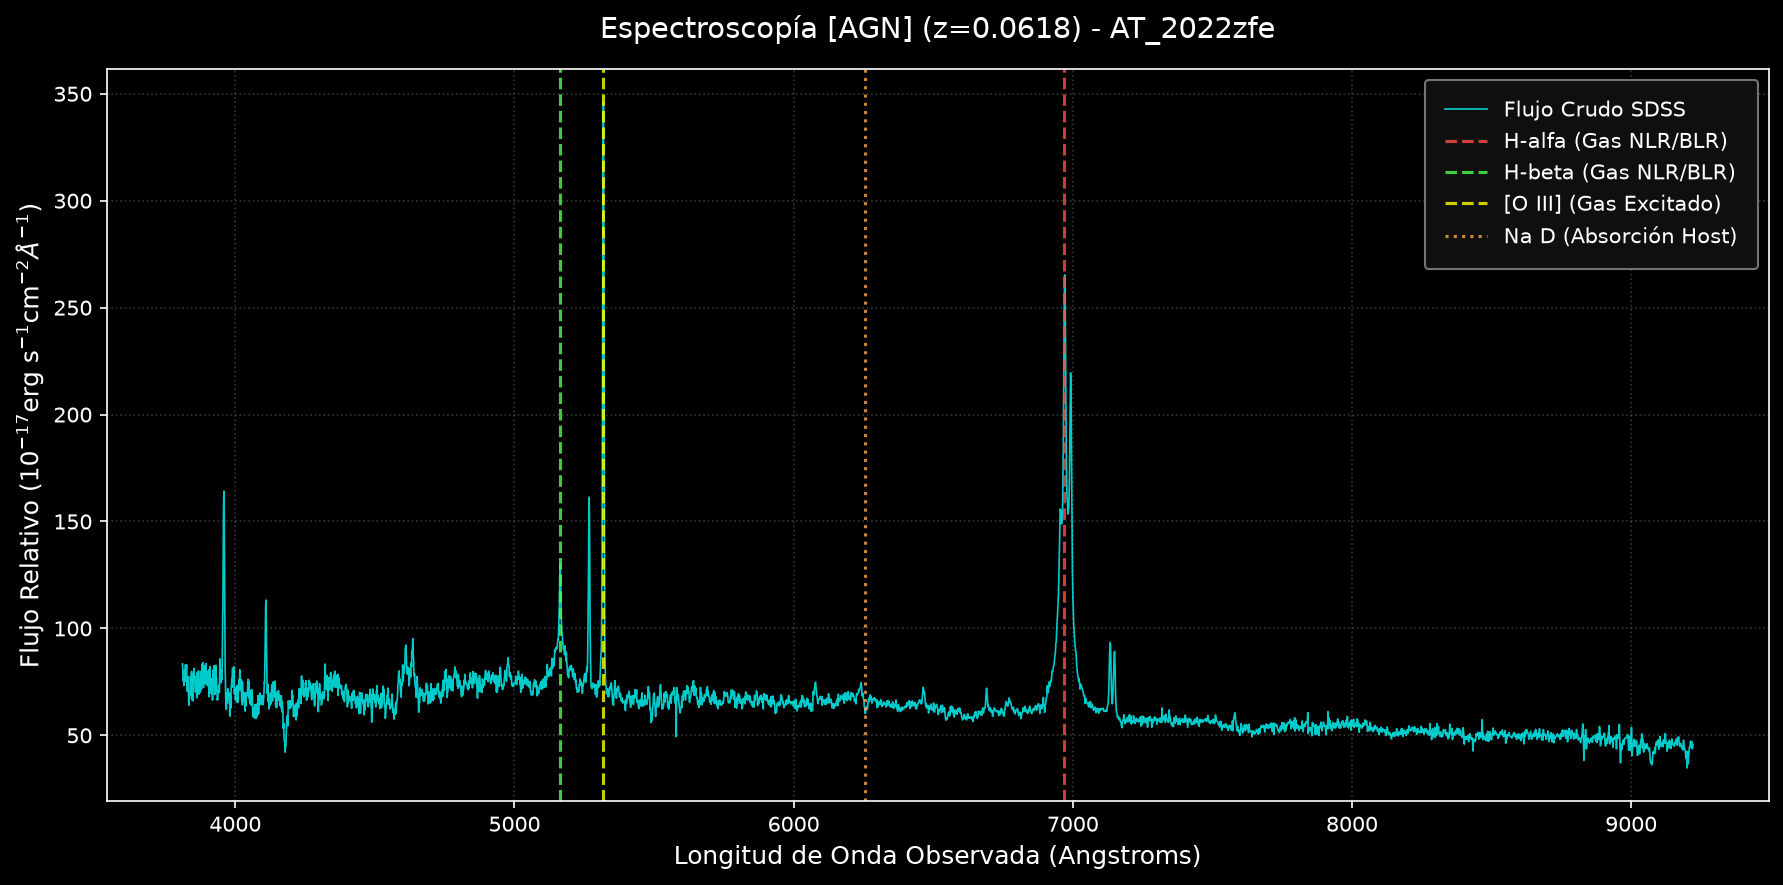 Espectroscopía [AGN] (z=0.0618) - AT_2022zfe
Flujo Crudo SDSS
H-alfa (Gas NLR/BLR)
H-beta (Gas NLR/BLR)
[O III] (Gas Excitado)
Na D (Absorción Host)
Flujo Relativo (10⁻¹⁷erg s⁻¹cm⁻²Å⁻¹)
350
300
250
200
150
100
50
4000 5000 6000 7000 8000 9000
Longitud de Onda Observada (Angstroms)